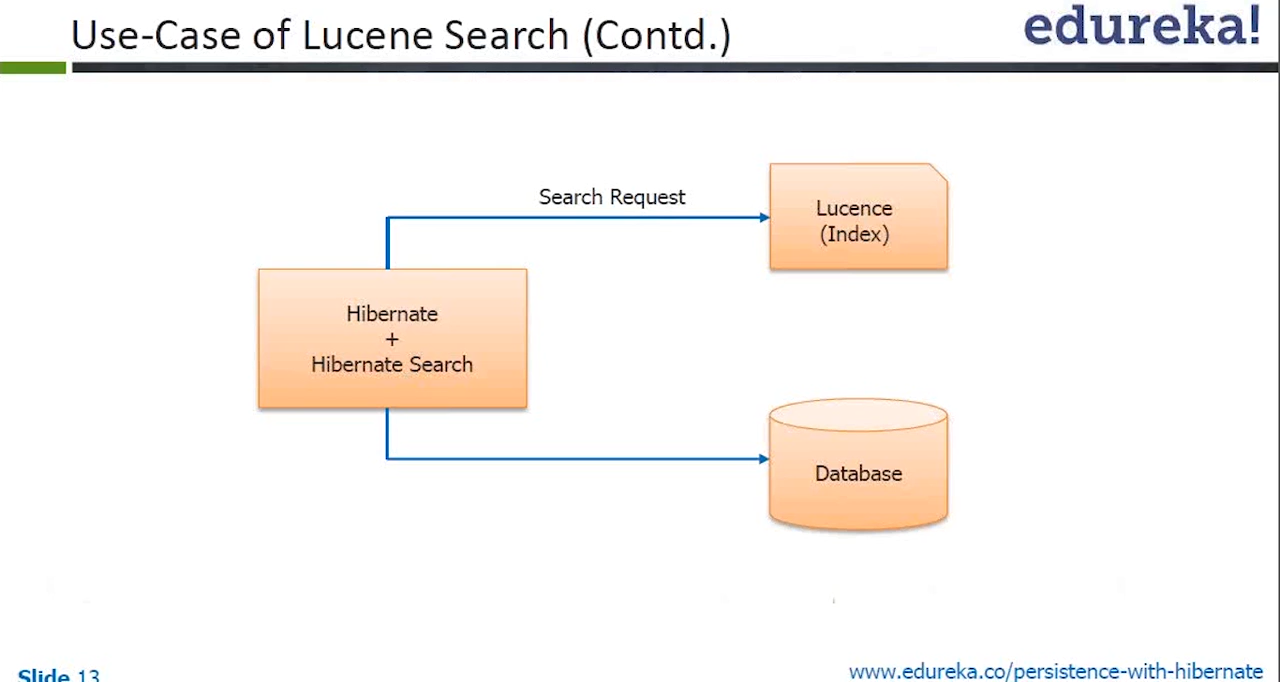 Use-Case of Lucene Search (Contd.)
edureka!
Search Request
Lucence
(Index)
Hibernate
+
Hibernate Search
Database
Slide 13
www.edureka.co/persistence-with-hibernate